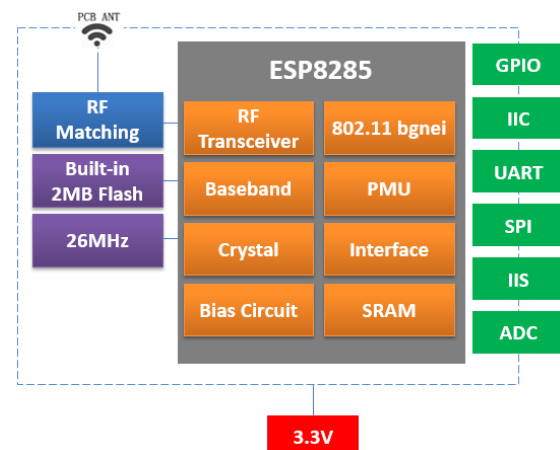 PCB ANT
ESP8285
RF
Matching
Built-in
2MB Flash
26MHz
RF
Transceiver
802.11 bgnei
Baseband
PMU
Crystal
Interface
Bias Circuit
SRAM
GPIO
IIC
UART
SPI
IIS
ADC
3.3V